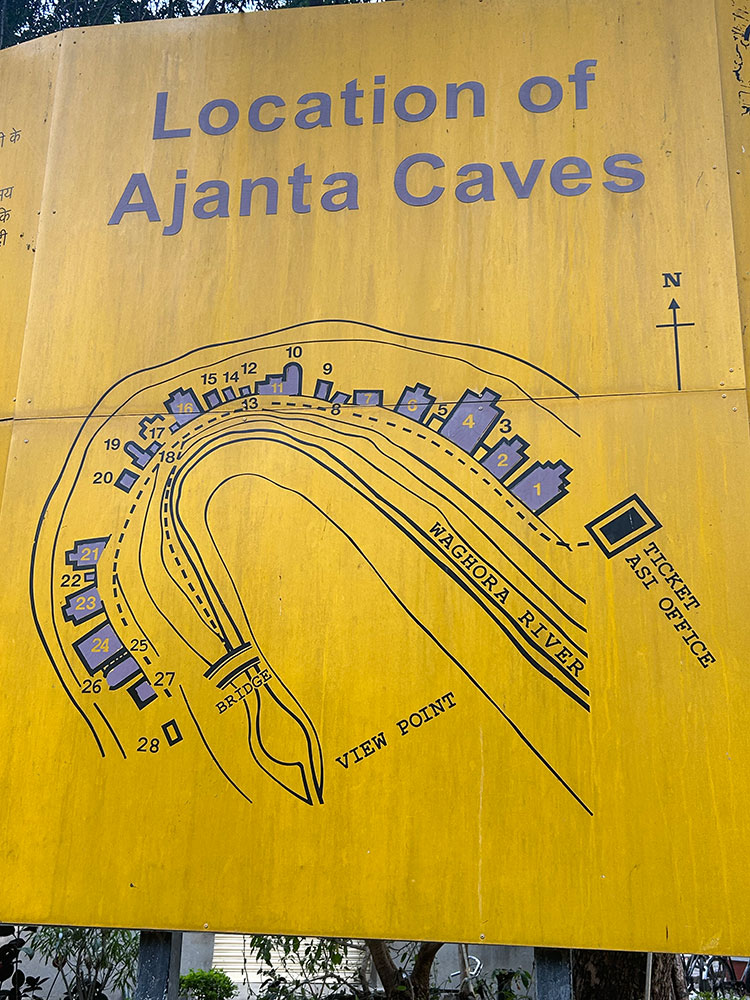 Location of
Ajanta Caves
के
के
N
10
9
12
14
15
11
13
8
7
6
5
4
3
2
1
16
17
18
19
20
21
22
23
24
25
26
27
28
TICKET
ASI OFFICE
WAGHORA RIVER
BRIDGE
VIEW POINT